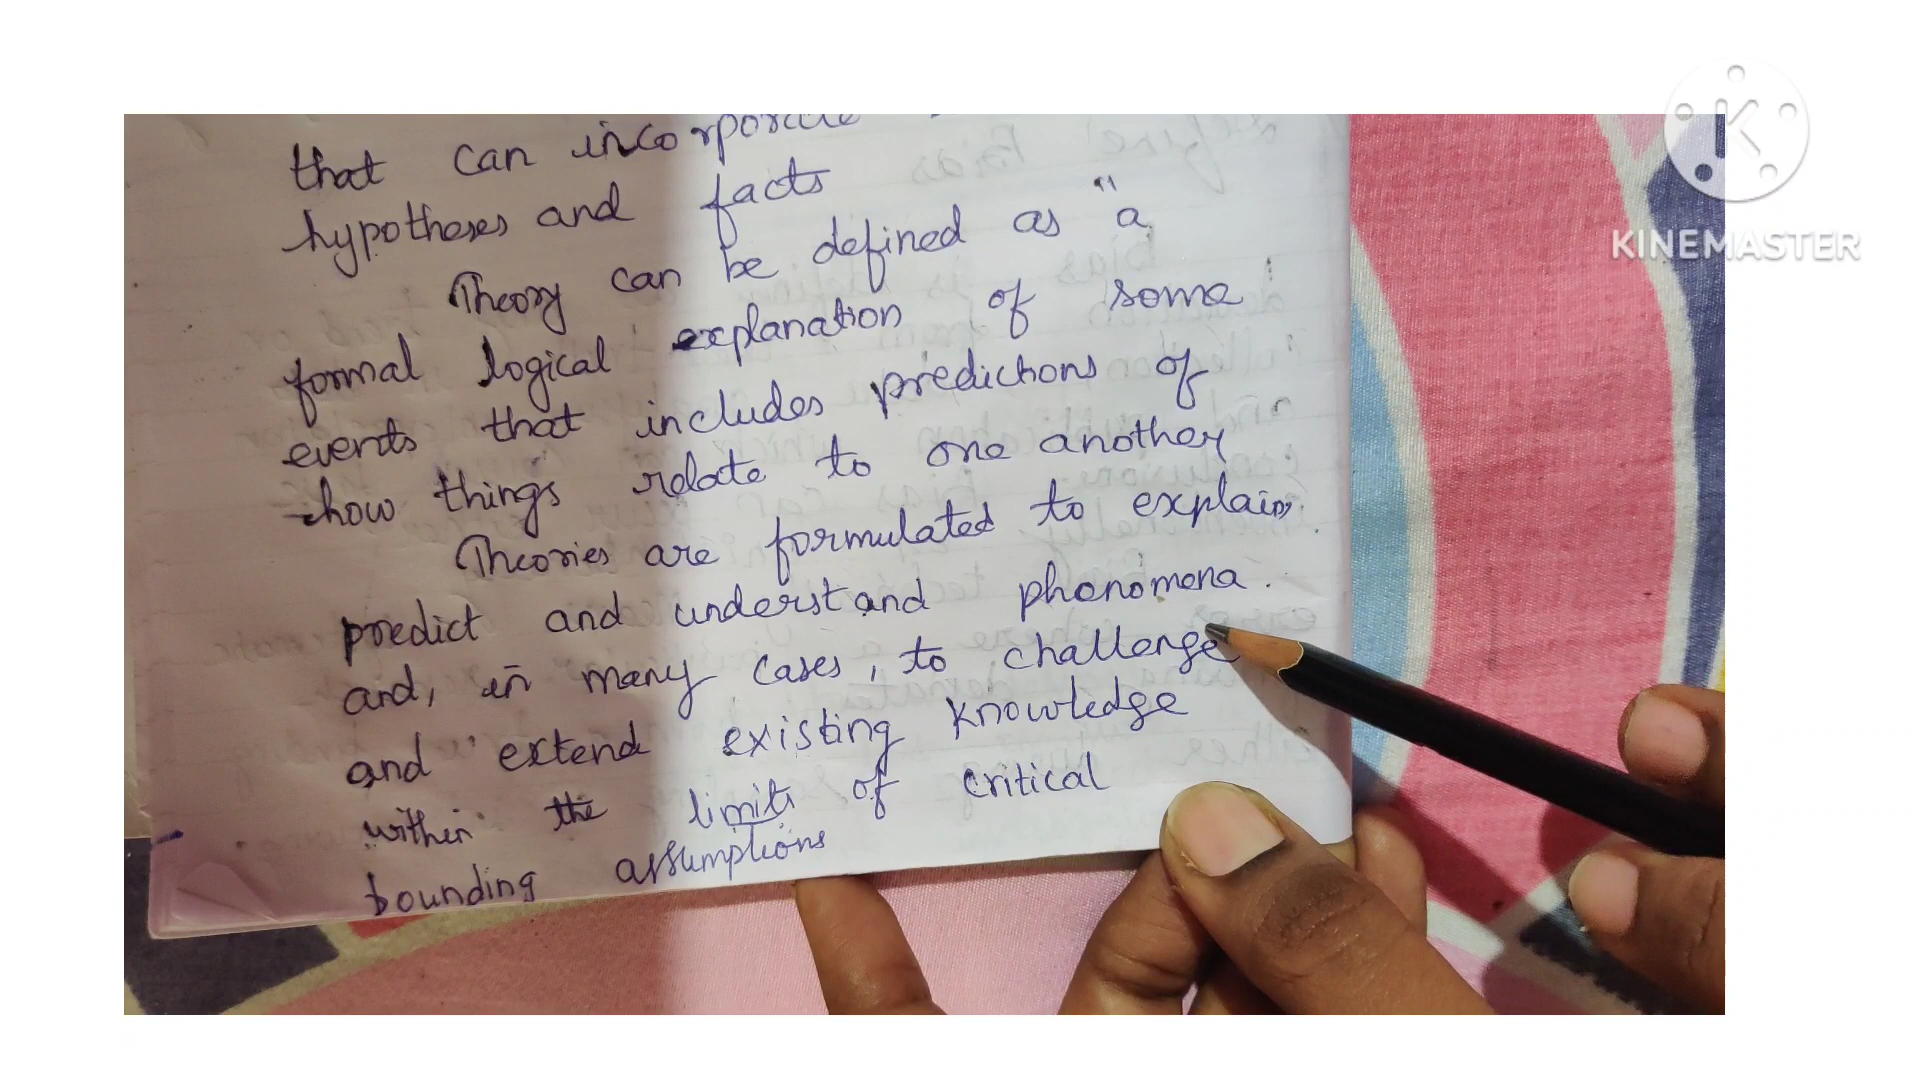 that can incorporate
hypotheses and facts
Theory can be defined as "a
formal logical explanation of some
events that includes predictions of
how things relate to one another
Theories are formulated to explain,
predict and understand phenomena.
and, in many cases, to challenge
and extend existing knowledge
within the limits of critical
bounding assumptions
KINEMASTER